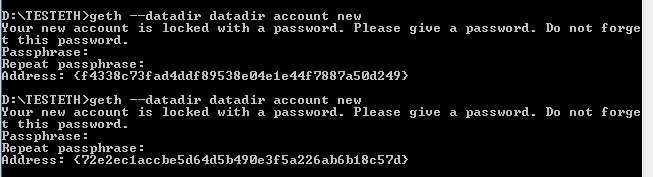 D:\TESTETH>geth --datadir datadir account new
Your new account is locked with a password. Please give a password. Do not forge
t this password.
Passphrase:
Repeat passphrase:
Address: {f4338c73fad4ddf89538e04e1e44f7887a50d249}
D:\TESTETH>geth --datadir datadir account new
Your new account is locked with a password. Please give a password. Do not forge
t this password.
Passphrase:
Repeat passphrase:
Address: {72e2ec1accbe5d64d5b490e3f5a226ab6b18c57d}